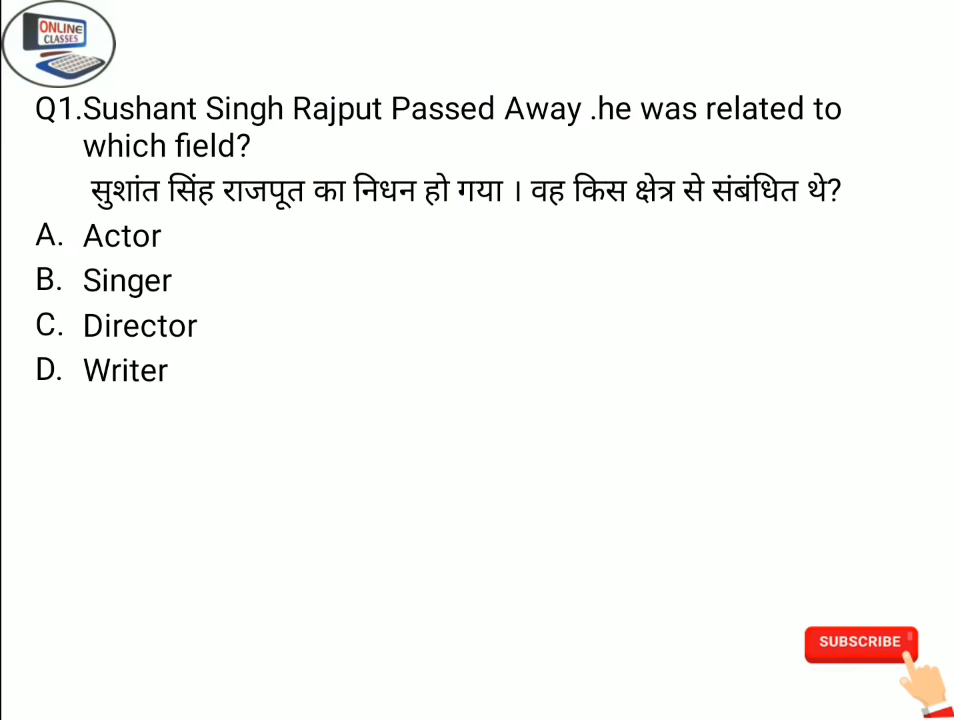 ONLINE
CLASSES
Q1.Sushant Singh Rajput Passed Away .he was related to
which field?
सुशांत सिंह राजपूत का निधन हो गया । वह किस क्षेत्र से संबंधित थे?
A. Actor
B. Singer
C. Director
D. Writer
SUBSCRIBE